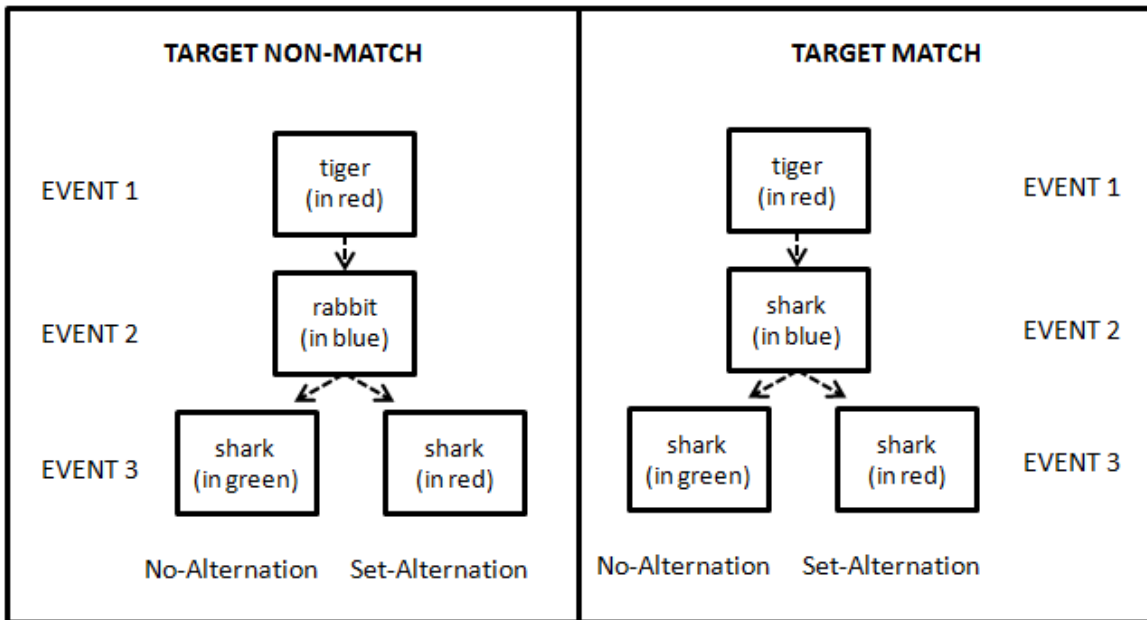 TARGET NON-MATCH
EVENT 1
tiger
(in red)
EVENT 2
rabbit
(in blue)
EVENT 3
shark
(in green)
shark
(in red)
No-Alternation
Set-Alternation
TARGET MATCH
tiger
(in red)
EVENT 1
shark
(in blue)
EVENT 2
shark
(in green)
shark
(in red)
EVENT 3
No-Alternation
Set-Alternation